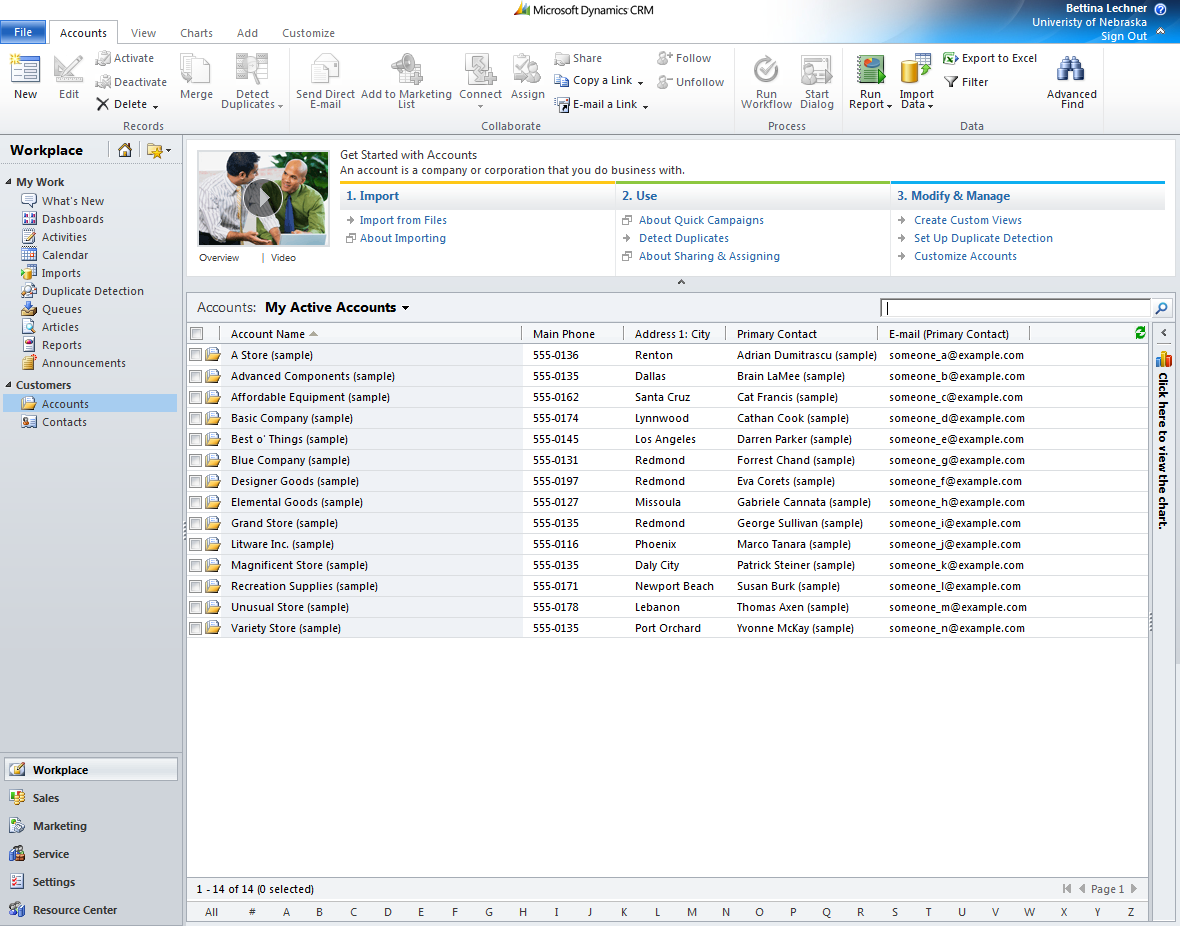 Microsoft Dynamics CRM
Bettina Lechner
Univeristy of Nebraska
Sign Out
File Accounts View Charts Add Customize
New
Edit
Activate
Deactivate
Delete
Merge
Detect
Duplicates
Records
Send Direct
E-mail
Add to Marketing
List
Connect
Assign
Share
Copy a Link
E-mail a Link
Follow
Unfollow
Collaborate
Run
Workflow
Start
Dialog
Process
Run
Report
Import
Data
Export to Excel
Filter
Advanced
Find
Data
Workplace
My Work
What's New
Dashboards
Activities
Calendar
Imports
Duplicate Detection
Queues
Articles
Reports
Announcements
Customers
Accounts
Contacts
Workplace
Sales
Marketing
Service
Settings
Resource Center
Get Started with Accounts
An account is a company or corporation that you do business with.
Overview | Video
1. Import
Import from Files
About Importing
2. Use
About Quick Campaigns
Detect Duplicates
About Sharing & Assigning
3. Modify & Manage
Create Custom Views
Set Up Duplicate Detection
Customize Accounts
Accounts: My Active Accounts
Account Name Main Phone Address 1: City Primary Contact E-mail (Primary Contact)
A Store (sample) 555-0136 Renton Adrian Dumitrascu (sample) someone_a@example.com
Advanced Components (sample) 555-0135 Dallas Brain LaMee (sample) someone_b@example.com
Affordable Equipment (sample) 555-0162 Santa Cruz Cat Francis (sample) someone_c@example.com
Basic Company (sample) 555-0174 Lynnwood Cathan Cook (sample) someone_d@example.com
Best o' Things (sample) 555-0145 Los Angeles Darren Parker (sample) someone_e@example.com
Blue Company (sample) 555-0131 Redmond Forrest Chand (sample) someone_g@example.com
Designer Goods (sample) 555-0197 Redmond Eva Corets (sample) someone_f@example.com
Elemental Goods (sample) 555-0127 Missoula Gabriele Cannata (sample) someone_h@example.com
Grand Store (sample) 555-0135 Redmond George Sullivan (sample) someone_i@example.com
Litware Inc. (sample) 555-0116 Phoenix Marco Tanara (sample) someone_j@example.com
Magnificent Store (sample) 555-0135 Daly City Patrick Steiner (sample) someone_k@example.com
Recreation Supplies (sample) 555-0171 Newport Beach Susan Burk (sample) someone_l@example.com
Unusual Store (sample) 555-0178 Lebanon Thomas Axen (sample) someone_m@example.com
Variety Store (sample) 555-0135 Port Orchard Yvonne McKay (sample) someone_n@example.com
Click here to view the chart.
1 - 14 of 14 (0 selected) Page 1
All # A B C D E F G H I J K L M N O P Q R S T U V W X Y Z